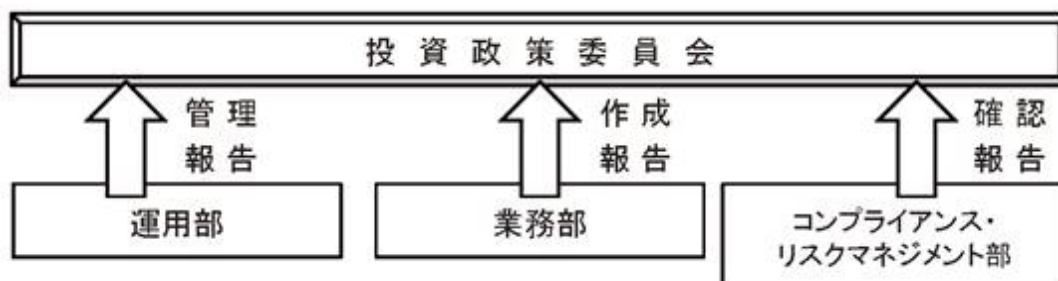 投資政策委員会
管理
報告
作成
報告
確認
報告
運用部
業務部
コンプライアンス・
リスクマネジメント部